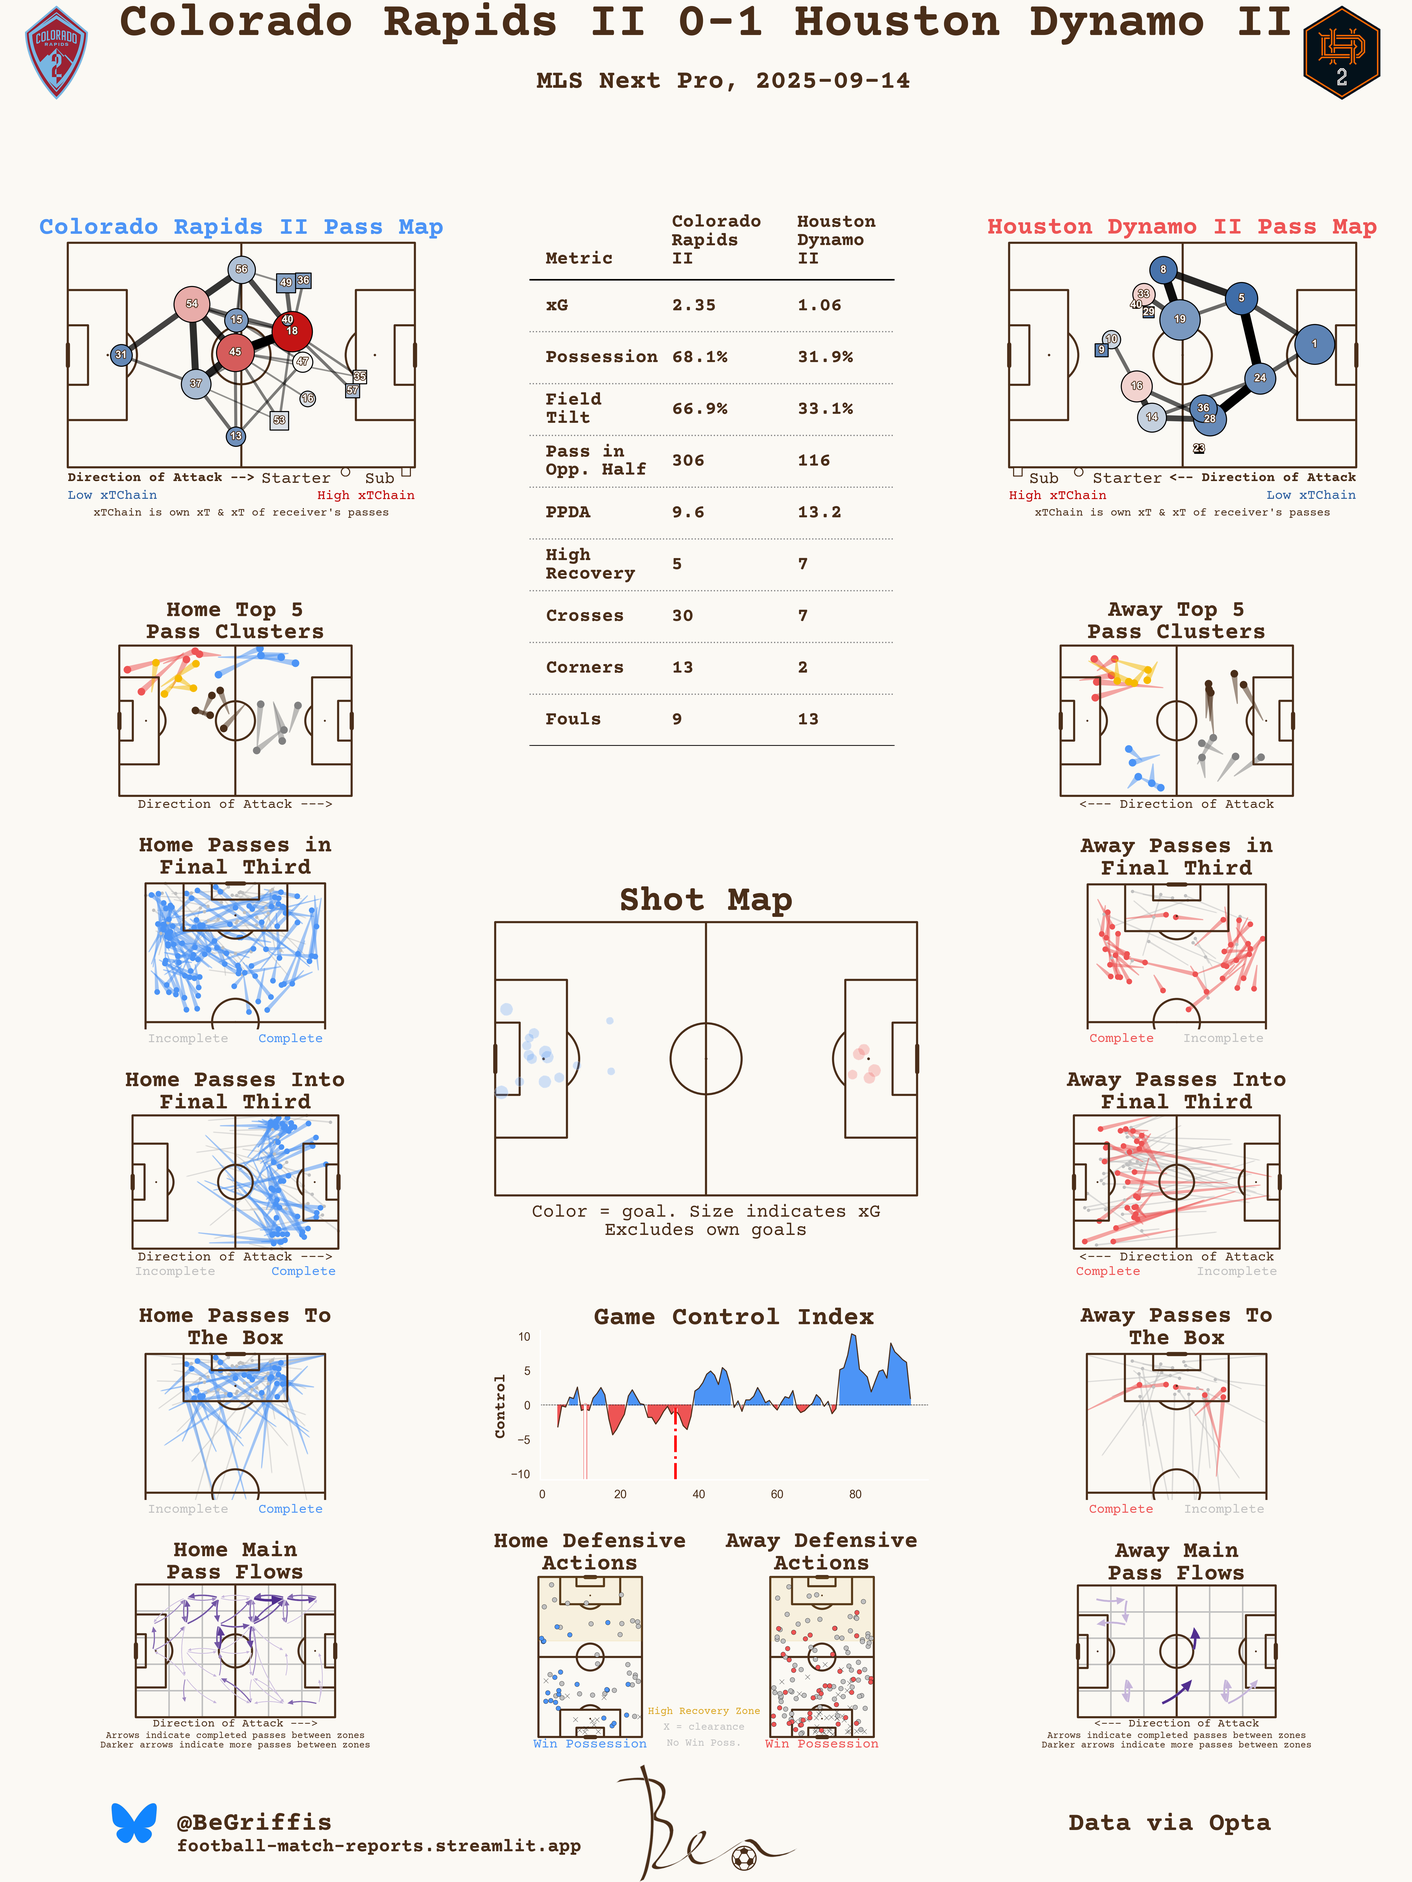 Colorado Rapids II 0-1 Houston Dynamo II
MLS Next Pro, 2025-09-14
COLORADO
RAPIDS
2
HD
2
Colorado Rapids II Pass Map
56
49
36
54
15
40
18
31
45
47
37
35
57
16
53
13
Direction of Attack --> Starter Sub
Low xTChain High xTChain
xTChain is own xT & xT of receiver's passes
Metric Colorado Rapids II Houston Dynamo II
xG 2.35 1.06
Possession 68.1% 31.9%
Field Tilt 66.9% 33.1%
Pass in Opp. Half 306 116
PPDA 9.6 13.2
High Recovery 5 7
Crosses 30 7
Corners 13 2
Fouls 9 13
Houston Dynamo II Pass Map
8
33
40
29
5
19
10
9
1
16
24
14
36
28
23
Sub Starter <-- Direction of Attack
High xTChain Low xTChain
xTChain is own xT & xT of receiver's passes
Home Top 5
Pass Clusters
Direction of Attack --->
Away Top 5
Pass Clusters
<--- Direction of Attack
Home Passes in
Final Third
Incomplete Complete
Shot Map
Color = goal. Size indicates xG
Excludes own goals
Away Passes in
Final Third
Complete Incomplete
Home Passes Into
Final Third
Direction of Attack --->
Incomplete Complete
Away Passes Into
Final Third
<--- Direction of Attack
Complete Incomplete
Home Passes To
The Box
Incomplete Complete
Game Control Index
Control
10
5
0
−5
−10
0 20 40 60 80
Away Passes To
The Box
Complete Incomplete
Home Main
Pass Flows
Direction of Attack --->
Arrows indicate completed passes between zones
Darker arrows indicate more passes between zones
Home Defensive
Actions
Win Possession
High Recovery Zone
X = clearance
No Win Poss.
Away Defensive
Actions
Win Possession
Away Main
Pass Flows
<--- Direction of Attack
Arrows indicate completed passes between zones
Darker arrows indicate more passes between zones
@BeGriffis
football-match-reports.streamlit.app
Ben
Data via Opta